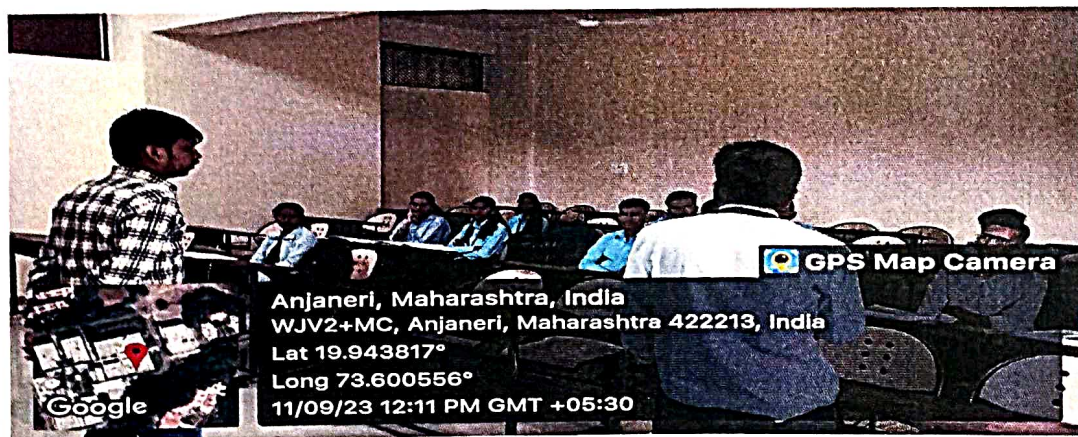 GPS Map Camera
Anjaneri, Maharashtra, India
WJV2+MC, Anjaneri, Maharashtra 422213, India
Lat 19.943817°
Long 73.600556°
11/09/23 12:11 PM GMT +05:30
Google